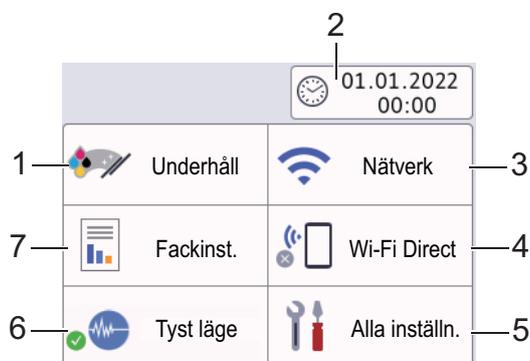 2
01.01.2022
00:00
1 Underhåll Nätverk 3
7 Fackinst. Wi-Fi Direct 4
6 Tyst läge Alla inställn. 5